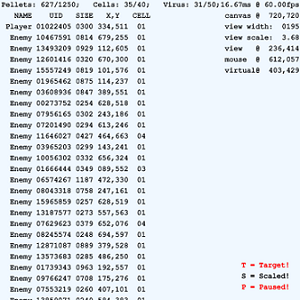 Pellets: 627/1250; Cells: 35/40; Virus: 31/50;16.67ms @ 60.00fps
NAME UID SIZE X,Y CELL canvas @ 720,720
Player 01022405 0300 334,511 01 view width: 0195
Enemy 10467591 0814 679,255 01 view scale: 3.68
Enemy 13493209 0929 112,605 01 view @ 236,414
Enemy 12601416 0320 670,300 01 mouse @ 612,057
Enemy 15557249 0819 101,576 01 virtual@ 403,429
Enemy 01965462 0875 114,237 01
Enemy 03608936 0847 389,551 01
Enemy 00273752 0254 628,518 01
Enemy 07956165 0302 243,186 01
Enemy 07201490 0294 613,246 01
Enemy 11646027 0427 464,663 04
Enemy 03965203 0299 143,241 01
Enemy 10056302 0332 656,324 01
Enemy 01666444 0349 089,552 03
Enemy 06574267 1187 472,330 01
Enemy 08043318 0758 247,161 01
Enemy 15965859 0259 628,519 01
Enemy 13187577 0273 557,563 01
Enemy 07629623 0379 652,076 04
Enemy 08245574 0248 694,597 01
Enemy 12871087 0889 379,528 01
Enemy 13573683 0285 486,250 01 T = Target!
Enemy 01739343 0963 192,557 01 S = Scaled!
Enemy 09766247 0708 175,276 01 P = Paused!
Enemy 07553219 0260 407,101 01